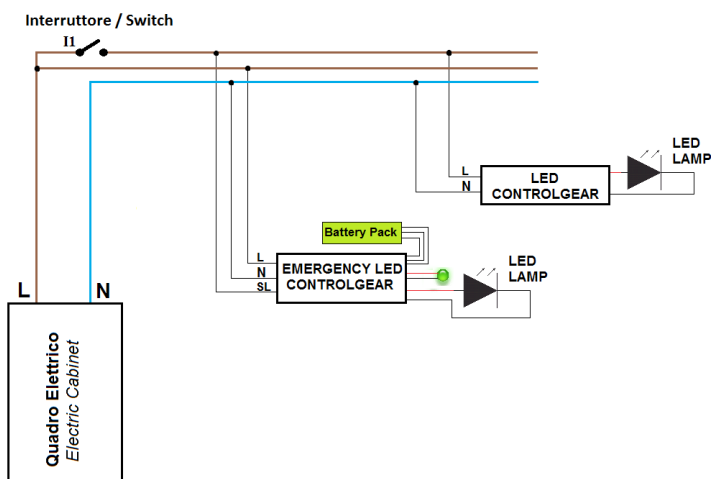 Interruttore / Switch
I1
LED
LAMP
L
N
LED
CONTROLGEAR
Battery Pack
L
N
SL
EMERGENCY LED
CONTROLGEAR
LED
LAMP
L
N
Quadro Elettrico
Electric Cabinet